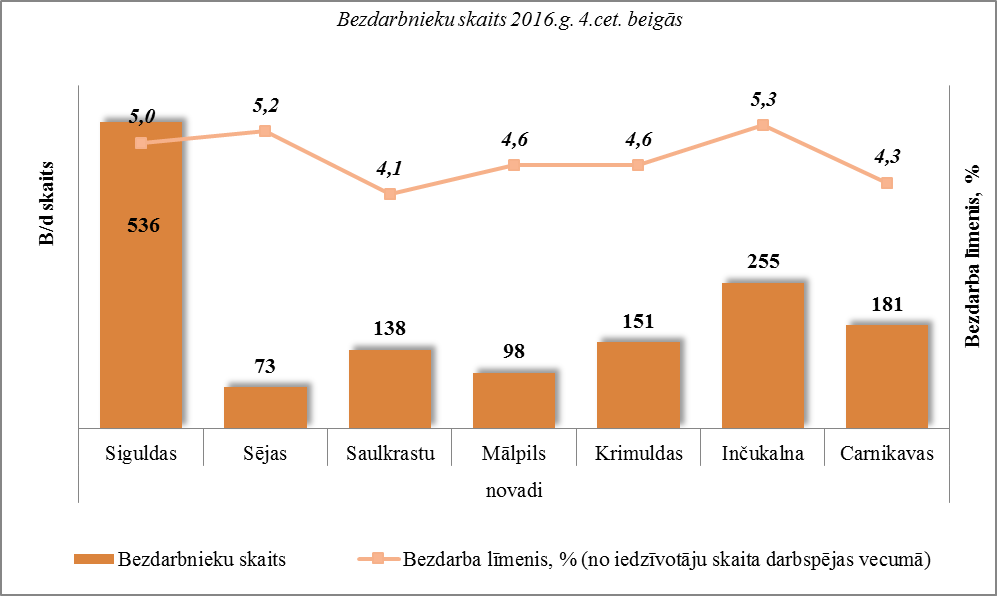 Bezdarbnieku skaits 2016.g. 4.cet. beigās
B/d skaits
5,0
5,2
4,1
4,6
4,6
5,3
4,3
536
73
138
98
151
255
181
Bezdarba līmenis, %
Siguldas
Sējas
Saulkrastu
Mālpils
Krimuldas
Inčukalna
Carnikavas
novadi
Bezdarbnieku skaits
Bezdarba līmenis, % (no iedzīvotāju skaita darbspējas vecumā)